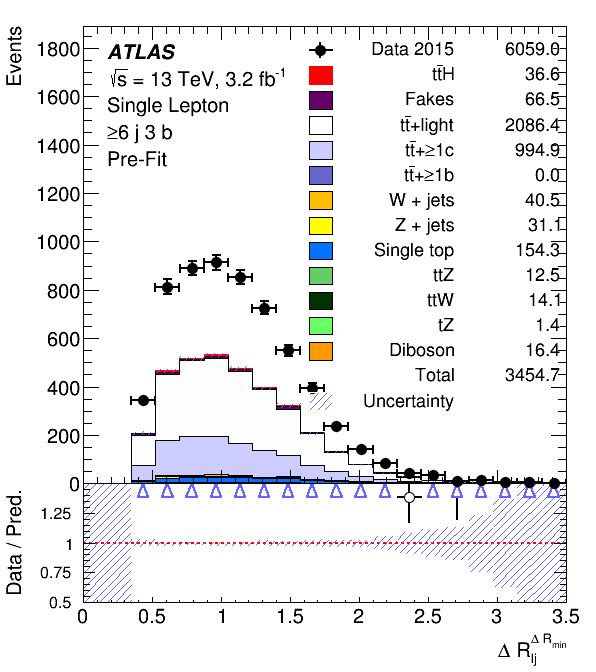 Events
1800
1600
1400
1200
1000
800
600
400
200
0
ATLAS
√s = 13 TeV, 3.2 fb-1
Single Lepton
≥6 j 3 b
Pre-Fit
Data 2015 6059.0
tt̄H 36.6
Fakes 66.5
tt̄+light 2086.4
tt̄+≥1c 994.9
tt̄+≥1b 0.0
W + jets 40.5
Z + jets 31.1
Single top 154.3
ttZ 12.5
ttW 14.1
tZ 1.4
Diboson 16.4
Total 3454.7
Uncertainty
Data / Pred.
1.25
1
0.75
0.5
0 0.5 1 1.5 2 2.5 3 3.5
Δ R lj Δ R min